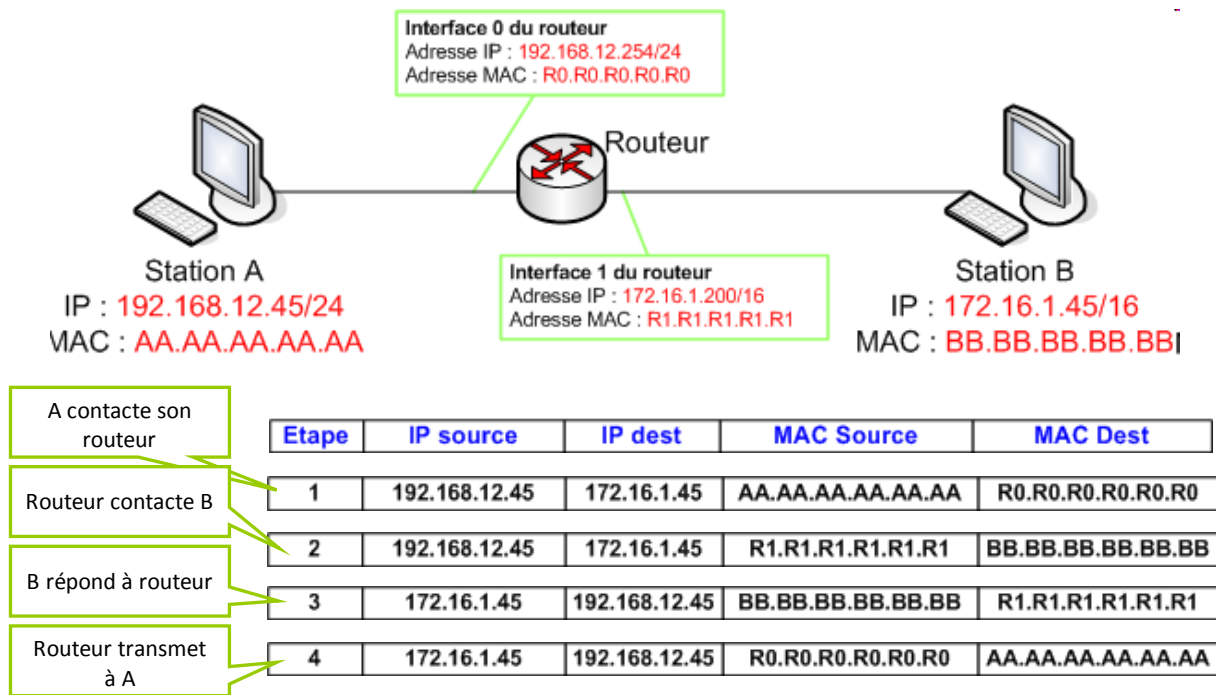 Interface 0 du routeur
Adresse IP : 192.168.12.254/24
Adresse MAC : R0.R0.R0.R0.R0
Routeur
Station A
IP : 192.168.12.45/24
MAC : AA.AA.AA.AA.AA
Interface 1 du routeur
Adresse IP : 172.16.1.200/16
Adresse MAC : R1.R1.R1.R1.R1
Station B
IP : 172.16.1.45/16
MAC : BB.BB.BB.BB.BB
A contacte son
routeur
Etape IP source IP dest MAC Source MAC Dest
1 192.168.12.45 172.16.1.45 AA.AA.AA.AA.AA.AA R0.R0.R0.R0.R0.R0
Routeur contacte B
2 192.168.12.45 172.16.1.45 R1.R1.R1.R1.R1.R1 BB.BB.BB.BB.BB.BB
B répond à routeur
3 172.16.1.45 192.168.12.45 BB.BB.BB.BB.BB.BB R1.R1.R1.R1.R1.R1
Routeur transmet
à A
4 172.16.1.45 192.168.12.45 R0.R0.R0.R0.R0.R0 AA.AA.AA.AA.AA.AA